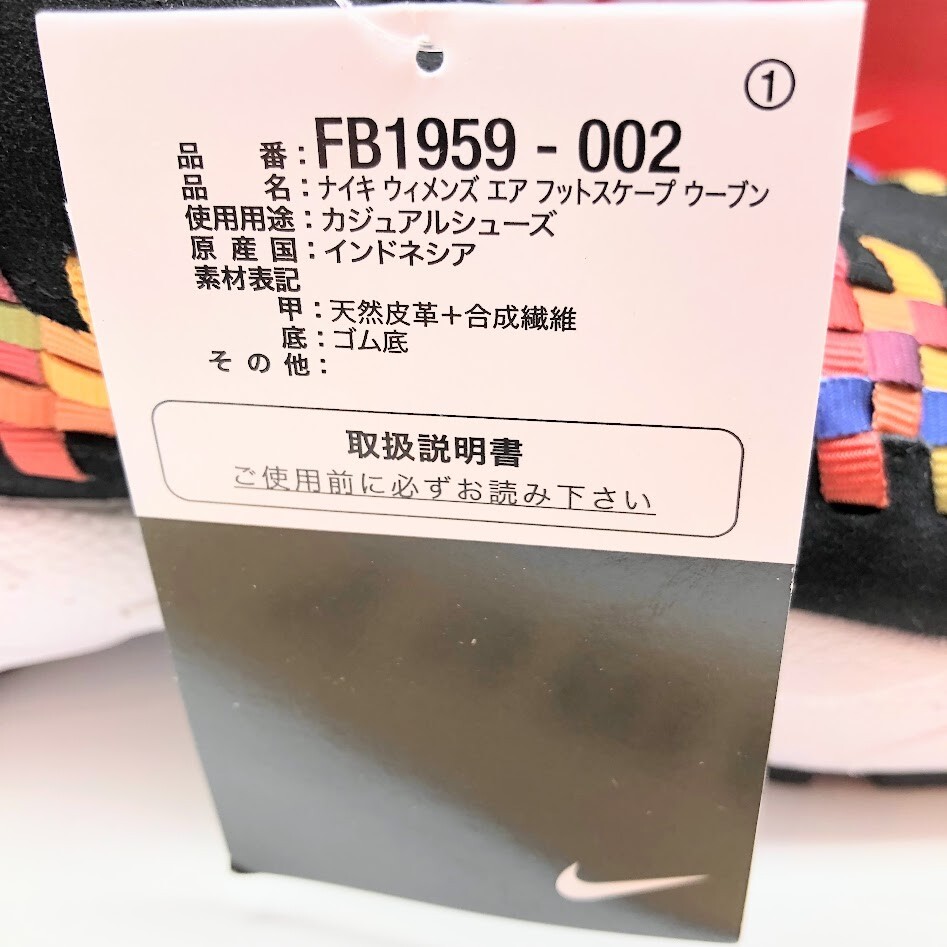 ①
品番：FB1959 - 002
品名：ナイキ ウィメンズ エア フットスケープ ウーブン
使用用途：カジュアルシューズ
原産国：インドネシア
素材表記
甲：天然皮革＋合成繊維
底：ゴム底
その他：
取扱説明書
ご使用前に必ずお読み下さい